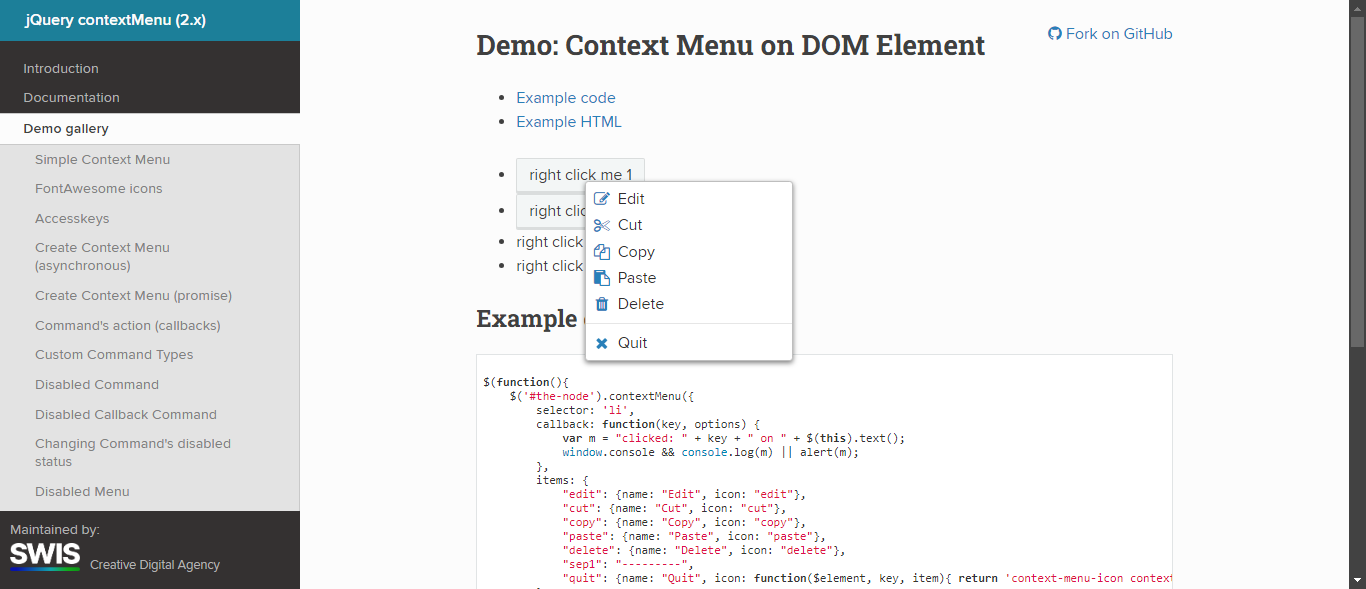 jQuery contextMenu (2.x)
Introduction
Documentation
Demo gallery
Simple Context Menu
FontAwesome icons
Accesskeys
Create Context Menu
(asynchronous)
Create Context Menu (promise)
Command's action (callbacks)
Custom Command Types
Disabled Command
Disabled Callback Command
Changing Command's disabled
status
Disabled Menu
Maintained by:
SWIS Creative Digital Agency
Demo: Context Menu on DOM Element
Fork on GitHub
Example code
Example HTML
right click me 1
right clic
right click
right click
Edit
Cut
Copy
Paste
Delete
Quit
Example
$(function(){
$('#the-node').contextMenu({
selector: 'li',
callback: function(key, options) {
var m = "clicked: " + key + " on " + $(this).text();
window.console && console.log(m) || alert(m);
},
items: {
"edit": {name: "Edit", icon: "edit"},
"cut": {name: "Cut", icon: "cut"},
"copy": {name: "Copy", icon: "copy"},
"paste": {name: "Paste", icon: "paste"},
"delete": {name: "Delete", icon: "delete"},
"sep1": "---------",
"quit": {name: "Quit", icon: function($element, key, item){ return 'context-menu-icon context